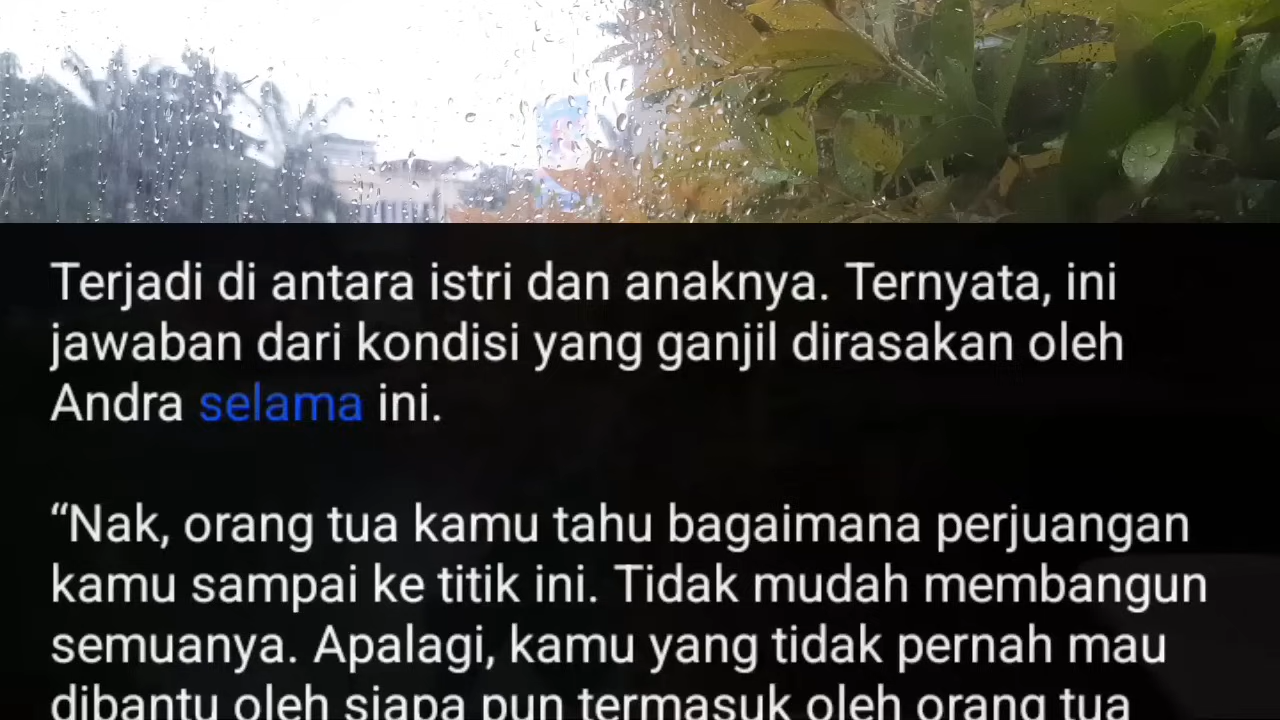 Terjadi di antara istri dan anaknya. Ternyata, ini
jawaban dari kondisi yang ganjil dirasakan oleh
Andra selama ini.
“Nak, orang tua kamu tahu bagaimana perjuangan
kamu sampai ke titik ini. Tidak mudah membangun
semuanya. Apalagi, kamu yang tidak pernah mau
dibantu oleh siapa pun termasuk oleh orang tua